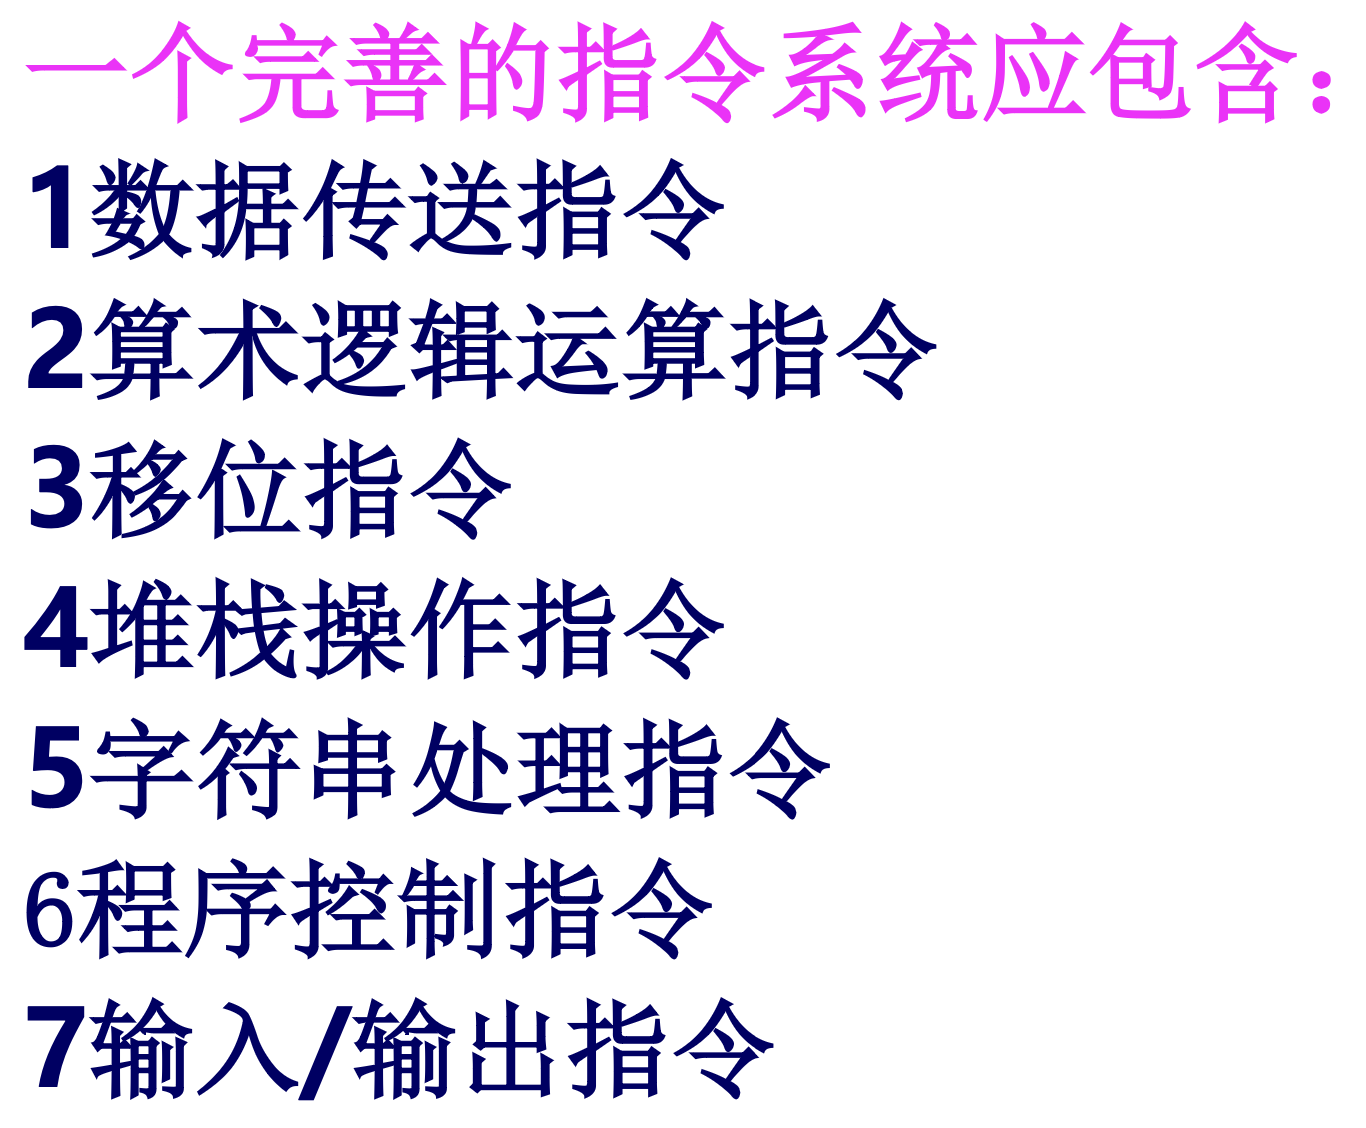 一个完善的指令系统应包含：
1数据传送指令
2算术逻辑运算指令
3移位指令
4堆栈操作指令
5字符串处理指令
6程序控制指令
7输入/输出指令